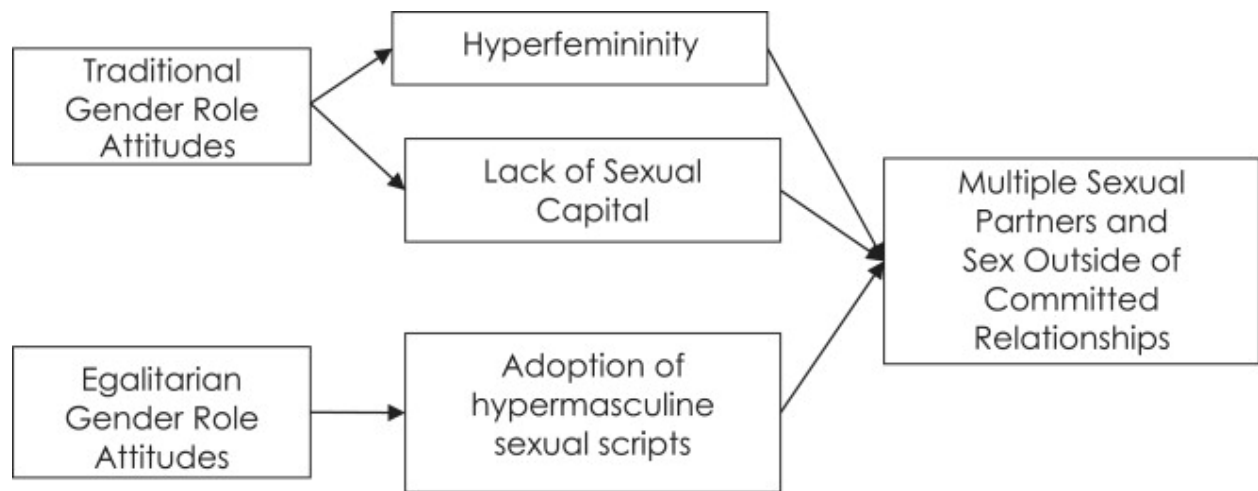 Traditional
Gender Role
Attitudes
Hyperfemininity
Lack of Sexual
Capital
Multiple Sexual
Partners and
Sex Outside of
Committed
Relationships
Egalitarian
Gender Role
Attitudes
Adoption of
hypermasculine
sexual scripts